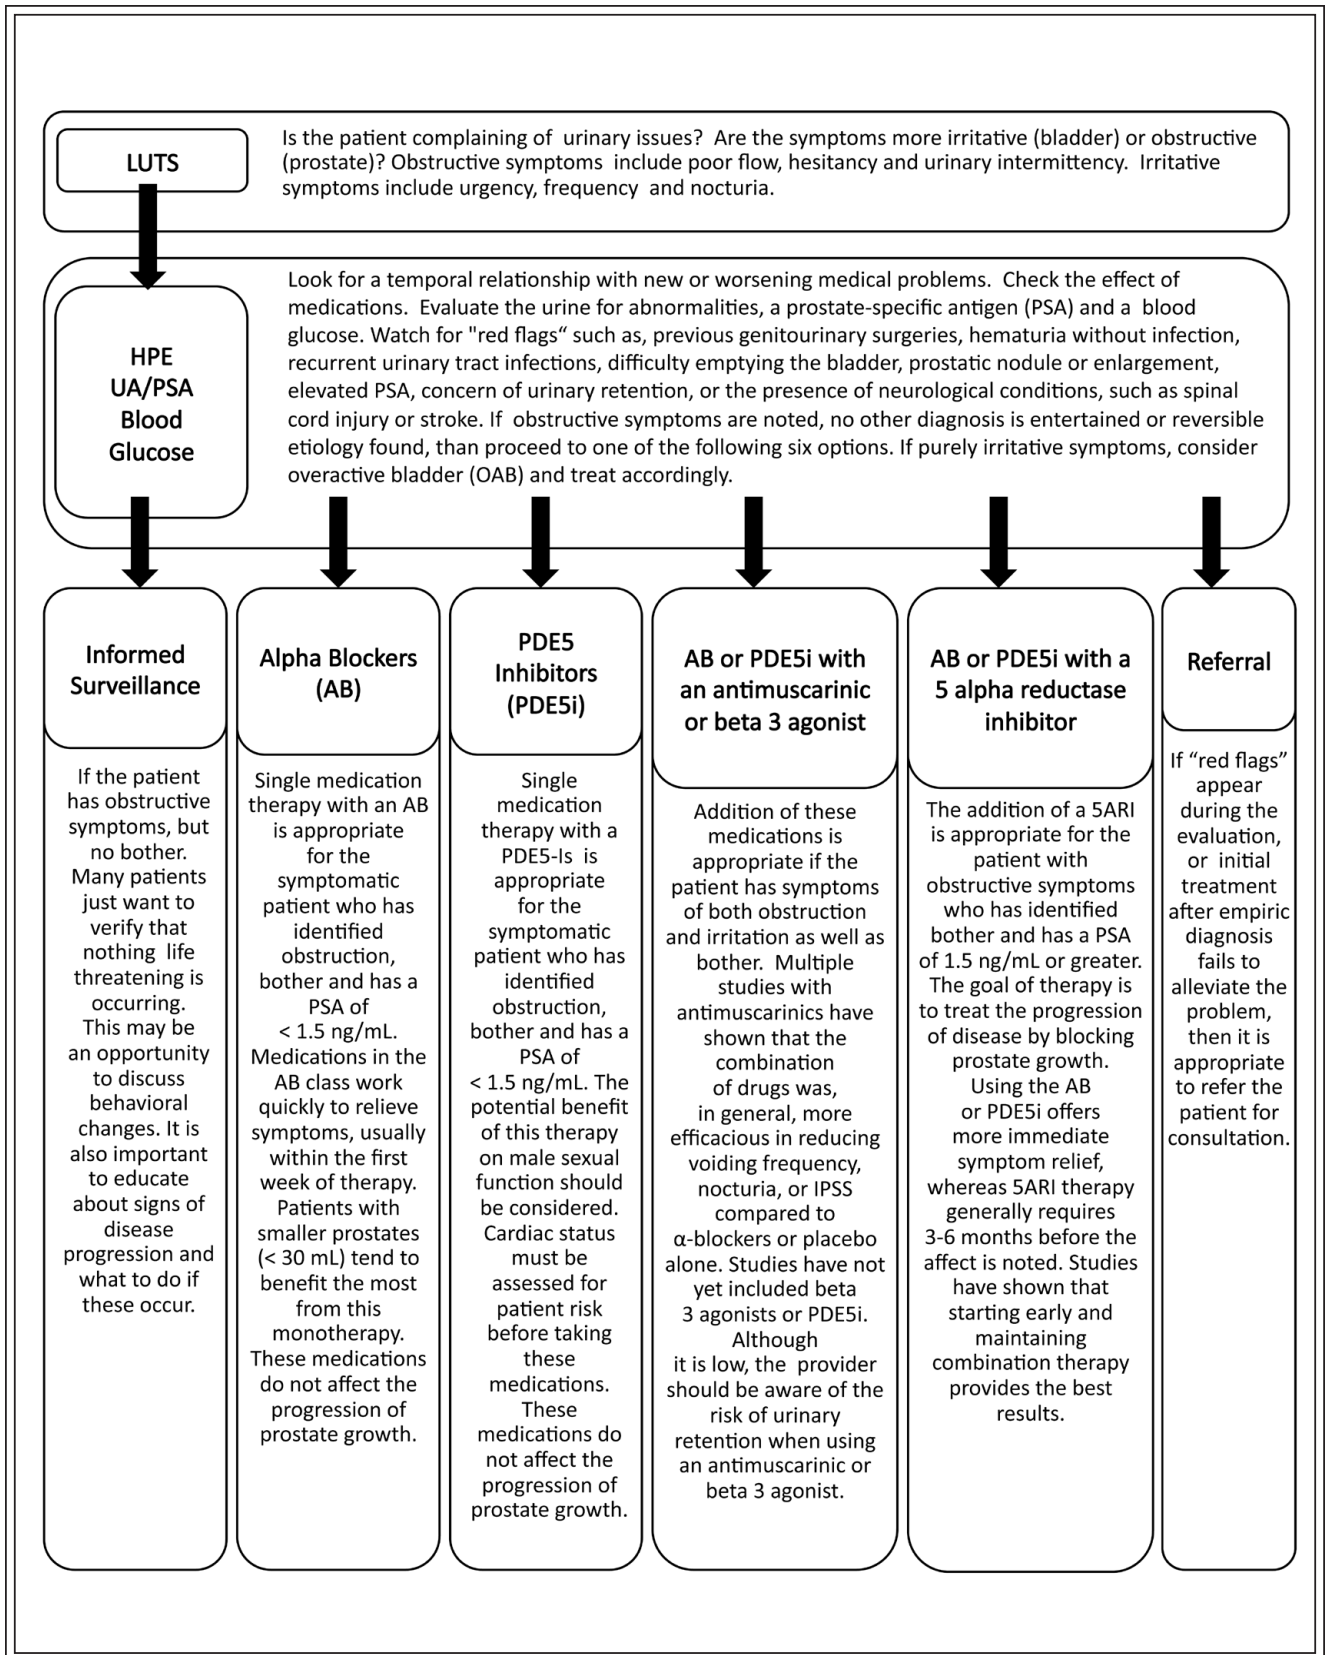 LUTS
Is the patient complaining of urinary issues? Are the symptoms more irritative (bladder) or obstructive
(prostate)? Obstructive symptoms include poor flow, hesitancy and urinary intermittency. Irritative
symptoms include urgency, frequency and nocturia.
HPE
UA/PSA
Blood
Glucose
Look for a temporal relationship with new or worsening medical problems. Check the effect of
medications. Evaluate the urine for abnormalities, a prostate-specific antigen (PSA) and a blood
glucose. Watch for "red flags“ such as, previous genitourinary surgeries, hematuria without infection,
recurrent urinary tract infections, difficulty emptying the bladder, prostatic nodule or enlargement,
elevated PSA, concern of urinary retention, or the presence of neurological conditions, such as spinal
cord injury or stroke. If obstructive symptoms are noted, no other diagnosis is entertained or reversible
etiology found, than proceed to one of the following six options. If purely irritative symptoms, consider
overactive bladder (OAB) and treat accordingly.
Informed
Surveillance
If the patient
has obstructive
symptoms, but
no bother.
Many patients
just want to
verify that
nothing life
threatening is
occurring.
This may be
an opportunity
to discuss
behavioral
changes. It is
also important
to educate
about signs of
disease
progression and
what to do if
these occur.
Alpha Blockers
(AB)
Single medication
therapy with an AB
is appropriate
for the
symptomatic
patient who has
identified
obstruction,
bother and has a
PSA of
< 1.5 ng/mL.
Medications in the
AB class work
quickly to relieve
symptoms, usually
within the first
week of therapy.
Patients with
smaller prostates
(< 30 mL) tend to
benefit the most
from this
monotherapy.
These medications
do not affect the
progression of
prostate growth.
PDE5
Inhibitors
(PDE5i)
Single
medication
therapy with a
PDE5-Is is
appropriate
for the
symptomatic
patient who has
identified
obstruction,
bother and has a
PSA of
< 1.5 ng/mL. The
potential benefit
of this therapy
on male sexual
function should
be considered.
Cardiac status
must be
assessed for
patient risk
before taking
these
medications.
These
medications do
not affect the
progression of
prostate growth.
AB or PDE5i with
an antimuscarinic
or beta 3 agonist
Addition of these
medications is
appropriate if the
patient has symptoms
of both obstruction
and irritation as well as
bother. Multiple
studies with
antimuscarinics have
shown that the
combination
of drugs was,
in general, more
efficacious in reducing
voiding frequency,
nocturia, or IPSS
compared to
α-blockers or placebo
alone. Studies have not
yet included beta
3 agonists or PDE5i.
Although
it is low, the provider
should be aware of the
risk of urinary
retention when using
an antimuscarinic or
beta 3 agonist.
AB or PDE5i with a
5 alpha reductase
inhibitor
The addition of a 5ARI
is appropriate for the
patient with
obstructive symptoms
who has identified
bother and has a PSA
of 1.5 ng/mL or greater.
The goal of therapy is
to treat the progression
of disease by blocking
prostate growth.
Using the AB
or PDE5i offers
more immediate
symptom relief,
whereas 5ARI therapy
generally requires
3-6 months before the
affect is noted. Studies
have shown that
starting early and
maintaining
combination therapy
provides the best
results.
Referral
If “red flags”
appear
during the
evaluation,
or initial
treatment
after empiric
diagnosis
fails to
alleviate the
problem,
then it is
appropriate
to refer the
patient for
consultation.